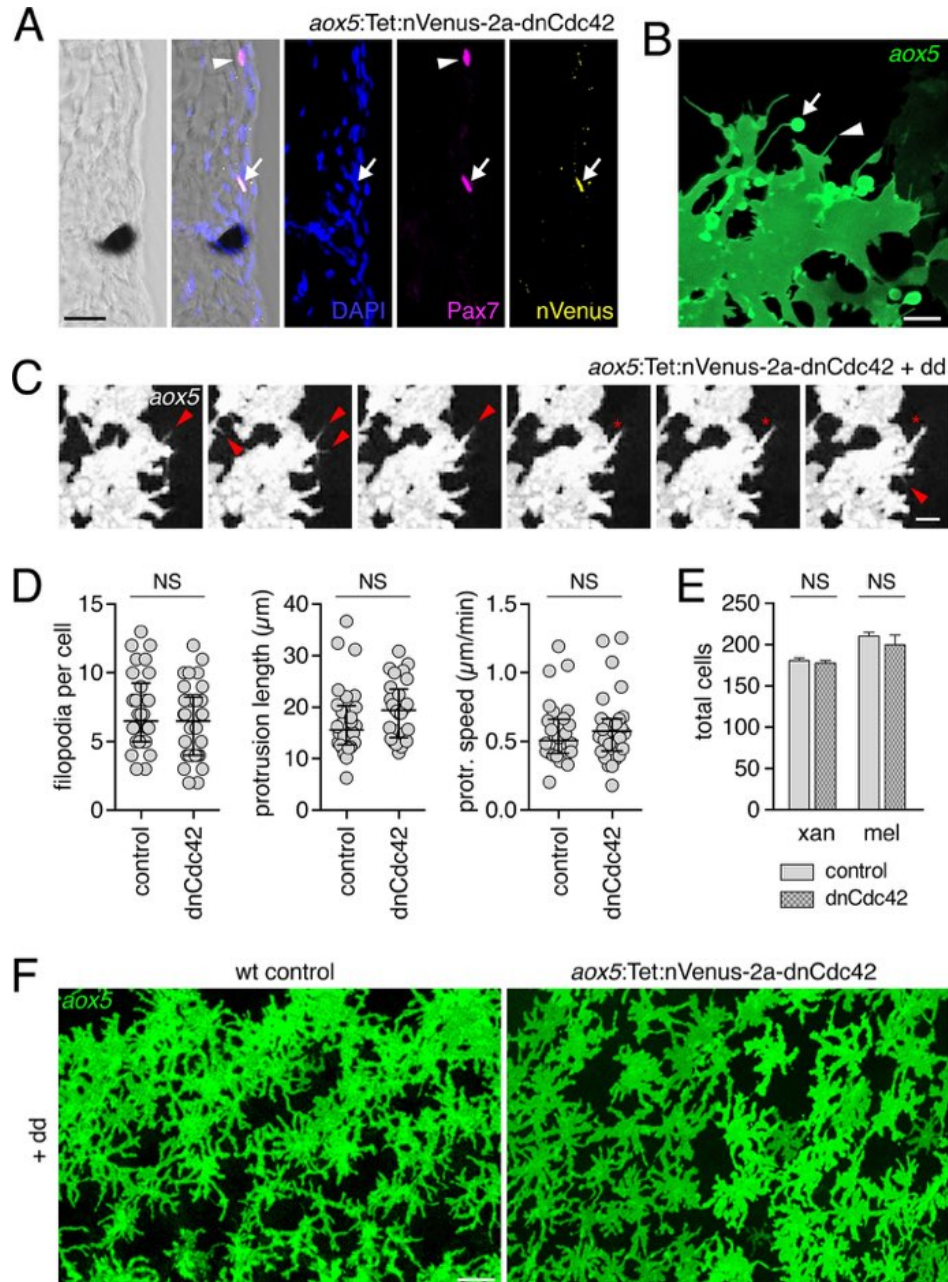 A
aox5:Tet:nVenus-2a-dnCdc42
DAPI
Pax7
nVenus
B
aox5
C
aox5:Tet:nVenus-2a-dnCdc42 + dd
aox5
*
*
*
D
NS
filopodia per cell
15
10
5
0
control
dnCdc42
NS
protrusion length (µm)
40
30
20
10
0
control
dnCdc42
NS
protr. speed (µm/min)
1.5
1.0
0.5
0.0
control
dnCdc42
E
NS
NS
total cells
250
200
150
100
50
0
xan
mel
control
dnCdc42
F
wt control
aox5:Tet:nVenus-2a-dnCdc42
aox5
+ dd